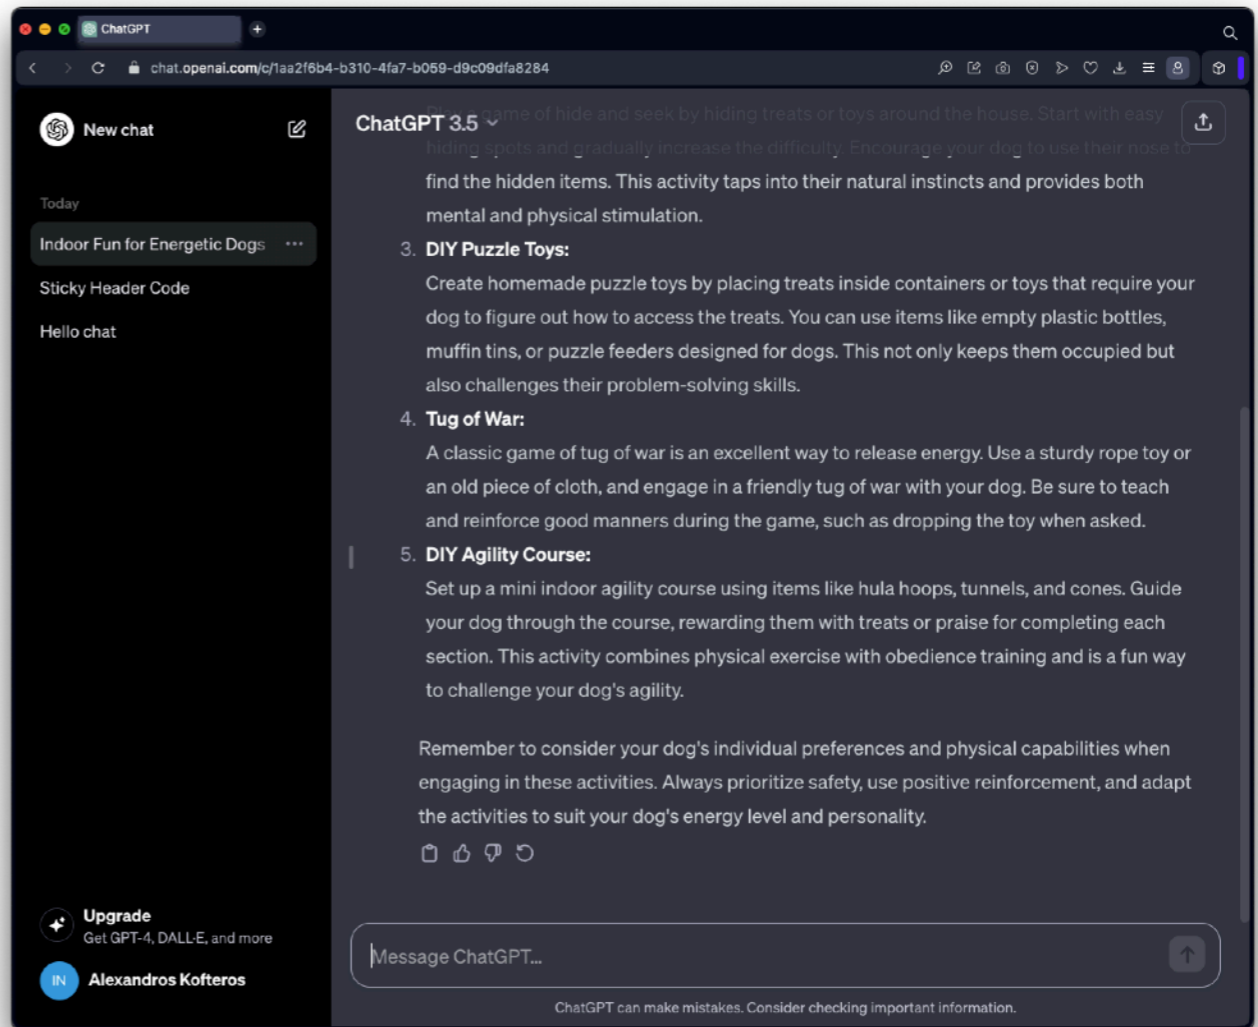 ChatGPT
chat.openai.com/c/1aa2f6b4-b310-4fa7-b059-d9c09dfa8284
New chat
Today
Indoor Fun for Energetic Dogs
Sticky Header Code
Hello chat
Upgrade
Get GPT-4, DALL·E, and more
IN
Alexandros Kofteros
ChatGPT 3.5
Play a game of hide and seek by hiding treats or toys around the house. Start with easy
hiding spots and gradually increase the difficulty. Encourage your dog to use their nose to
find the hidden items. This activity taps into their natural instincts and provides both
mental and physical stimulation.
3. DIY Puzzle Toys:
Create homemade puzzle toys by placing treats inside containers or toys that require your
dog to figure out how to access the treats. You can use items like empty plastic bottles,
muffin tins, or puzzle feeders designed for dogs. This not only keeps them occupied but
also challenges their problem-solving skills.
4. Tug of War:
A classic game of tug of war is an excellent way to release energy. Use a sturdy rope toy or
an old piece of cloth, and engage in a friendly tug of war with your dog. Be sure to teach
and reinforce good manners during the game, such as dropping the toy when asked.
5. DIY Agility Course:
Set up a mini indoor agility course using items like hula hoops, tunnels, and cones. Guide
your dog through the course, rewarding them with treats or praise for completing each
section. This activity combines physical exercise with obedience training and is a fun way
to challenge your dog's agility.
Remember to consider your dog's individual preferences and physical capabilities when
engaging in these activities. Always prioritize safety, use positive reinforcement, and adapt
the activities to suit your dog's energy level and personality.
Message ChatGPT...
ChatGPT can make mistakes. Consider checking important information.